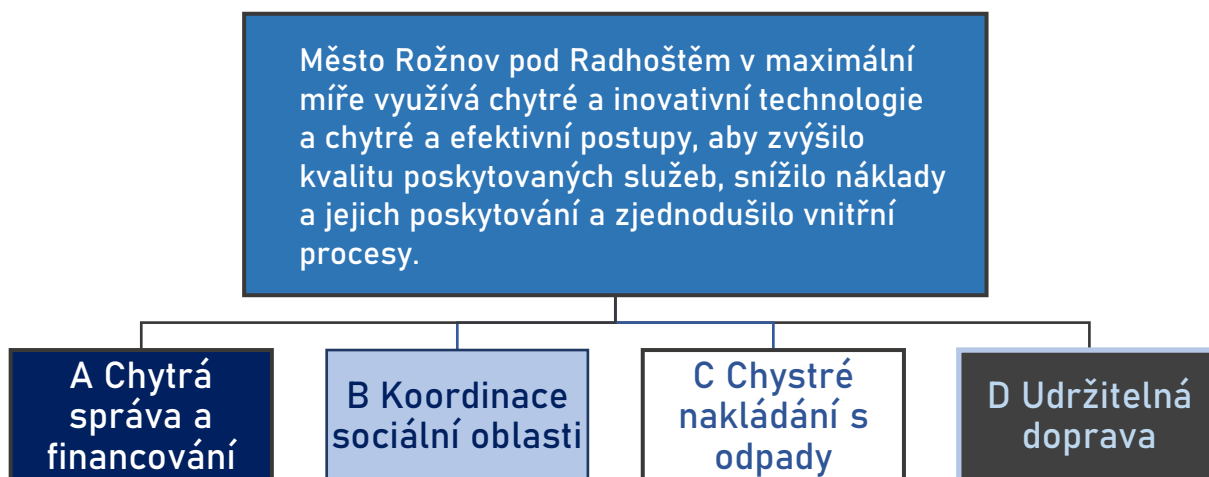 Město Rožnov pod Radhoštěm v maximální
míře využívá chytré a inovativní technologie
a chytré a efektivní postupy, aby zvýšilo
kvalitu poskytovaných služeb, snížilo náklady
a jejich poskytování a zjednodušilo vnitřní
procesy.
A Chytrá
správa a
financování
B Koordinace
sociální oblasti
C Chystré
nakládání s
odpady
D Udržitelná
doprava